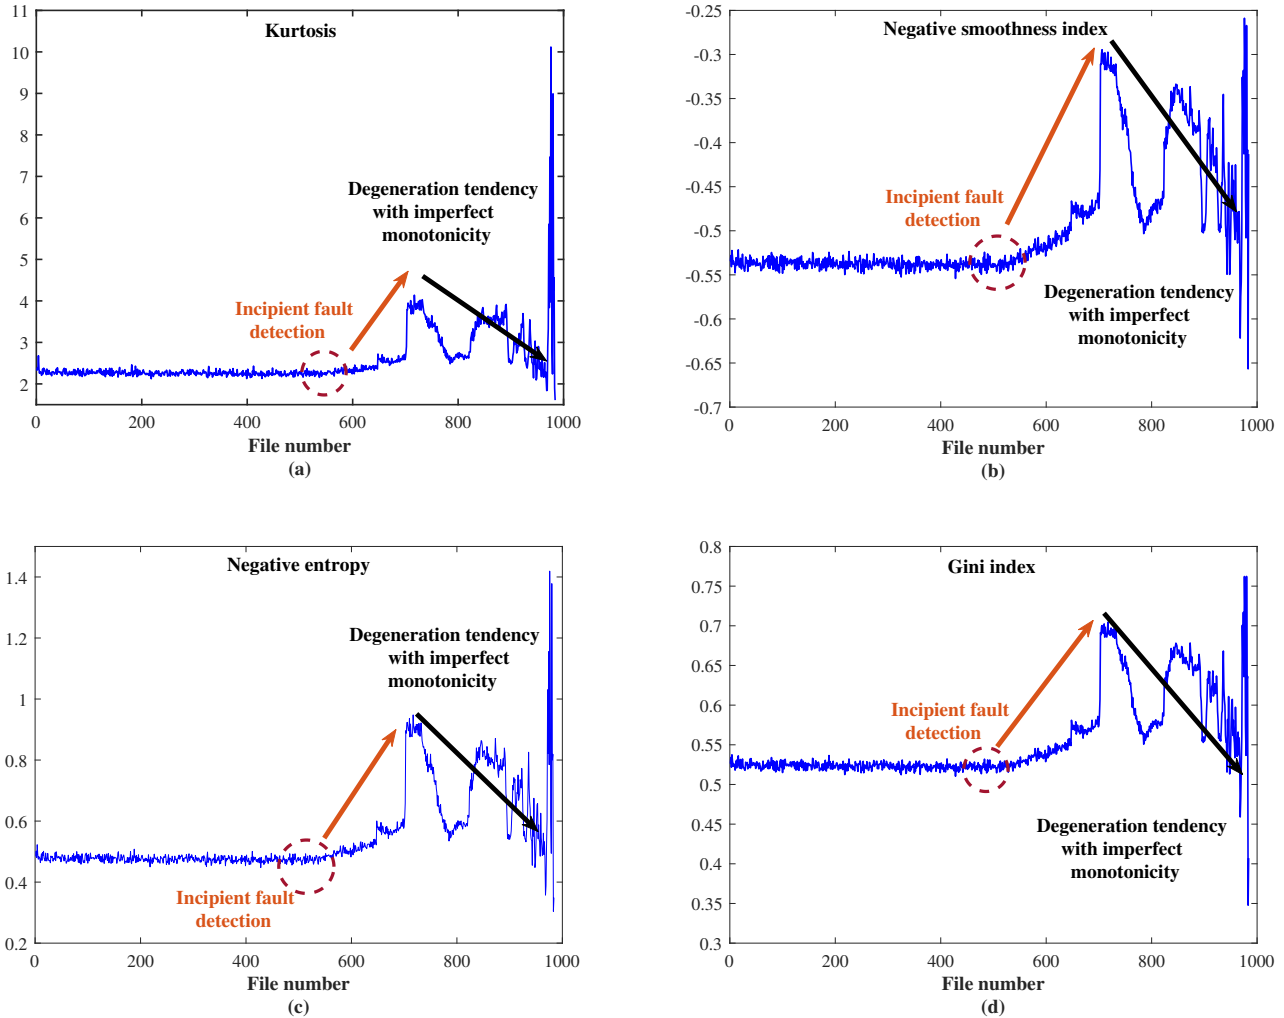 Kurtosis
11
10
9
8
7
6
5
4
3
2
Degeneration tendency
with imperfect
monotonicity
Incipient fault
detection
0
200
400
600
800
1000
File number
(a)
Negative smoothness index
-0.25
-0.3
-0.35
-0.4
-0.45
-0.5
-0.55
-0.6
-0.65
-0.7
Incipient fault
detection
Degeneration tendency
with imperfect
monotonicity
0
200
400
600
800
1000
File number
(b)
Negative entropy
1.4
1.2
1
0.8
0.6
0.4
0.2
Degeneration tendency
with imperfect
monotonicity
Incipient fault
detection
0
200
400
600
800
1000
File number
(c)
Gini index
0.8
0.75
0.7
0.65
0.6
0.55
0.5
0.45
0.4
0.35
0.3
Incipient fault
detection
Degeneration tendency
with imperfect
monotonicity
0
200
400
600
800
1000
File number
(d)